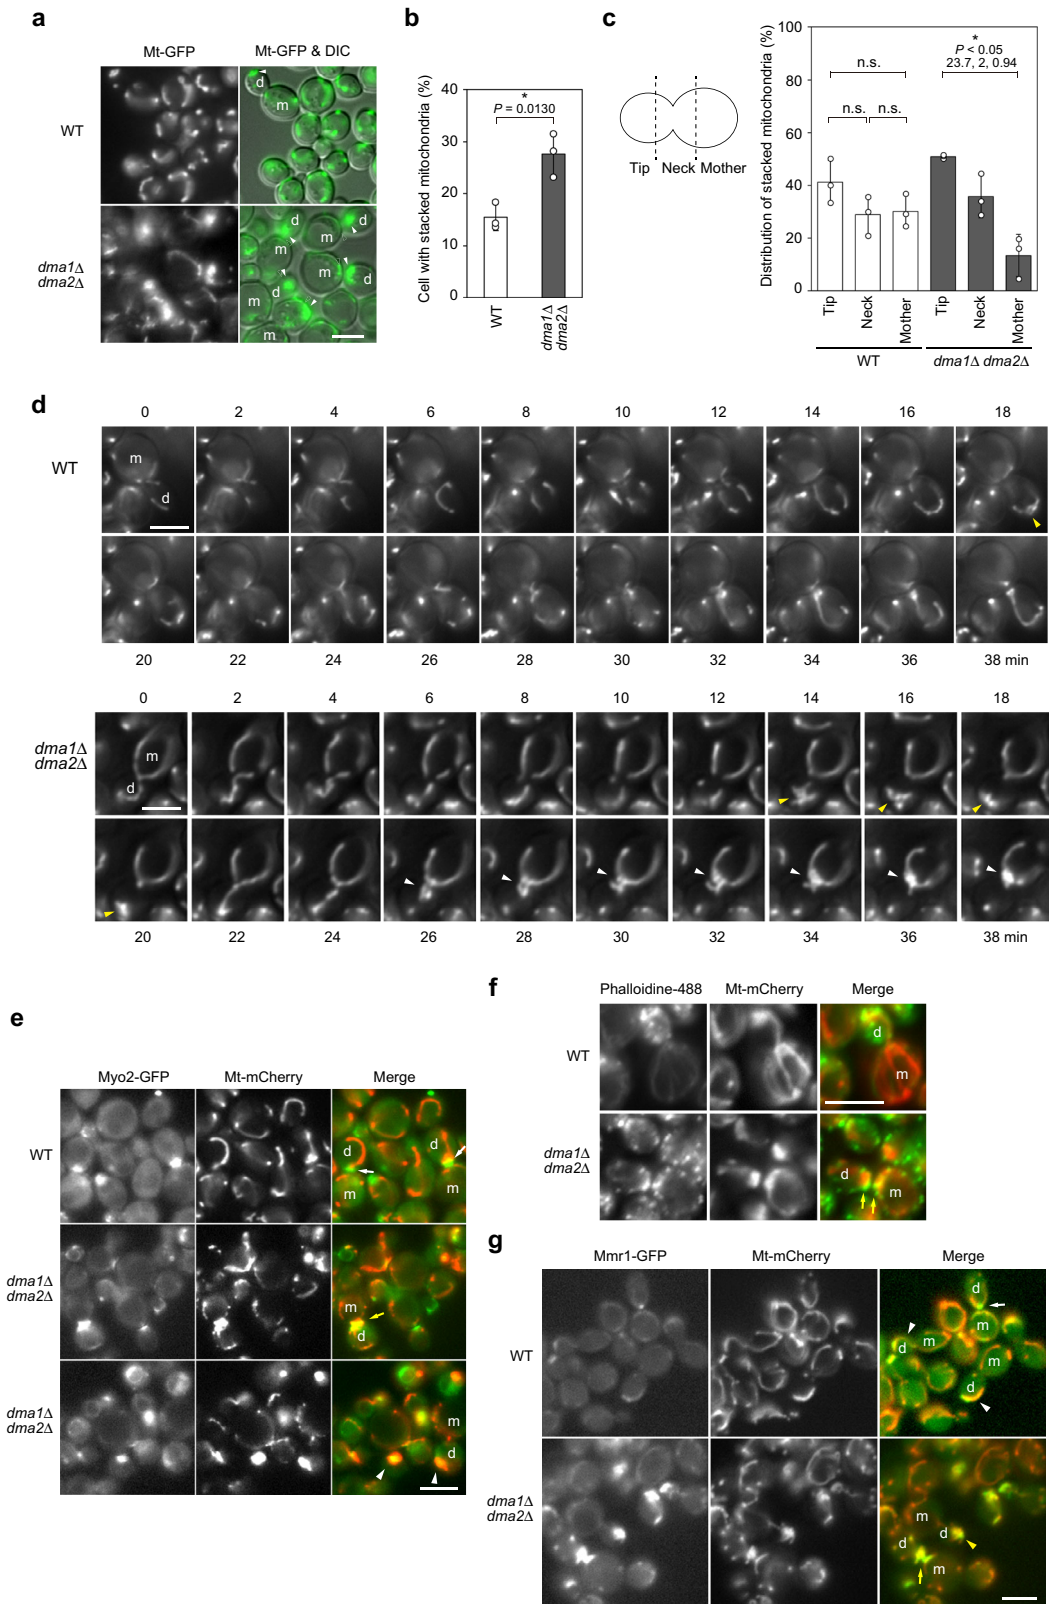 a
Mt-GFP Mt-GFP & DIC
WT
d
m
dma1Δ
dma2Δ
d d
m
m
d
d
m m
m
b
Cell with stacked mitochondria (%)
40
30
20
10
0
*
P = 0.0130
WT
dma1Δ
dma2Δ
c
Tip Neck Mother
Distribution of stacked mitochondria (%)
100
80
60
40
20
0
n.s.
n.s. n.s.
*
P < 0.05
23.7, 2, 0.94
Tip Neck Mother Tip Neck Mother
WT dma1Δ dma2Δ
d
0 2 4 6 8 10 12 14 16 18
WT
m
d
20 22 24 26 28 30 32 34 36 38 min
0 2 4 6 8 10 12 14 16 18
dma1Δ
dma2Δ
m
d
20 22 24 26 28 30 32 34 36 38 min
e
Myo2-GFP Mt-mCherry Merge
WT
d d
m m
dma1Δ
dma2Δ
m
d
dma1Δ
dma2Δ
m
d
f
Phalloidine-488 Mt-mCherry Merge
WT
d
m
dma1Δ
dma2Δ
d m
g
Mmr1-GFP Mt-mCherry Merge
WT
d
m
d m
m
d
dma1Δ
dma2Δ
m
d d
m